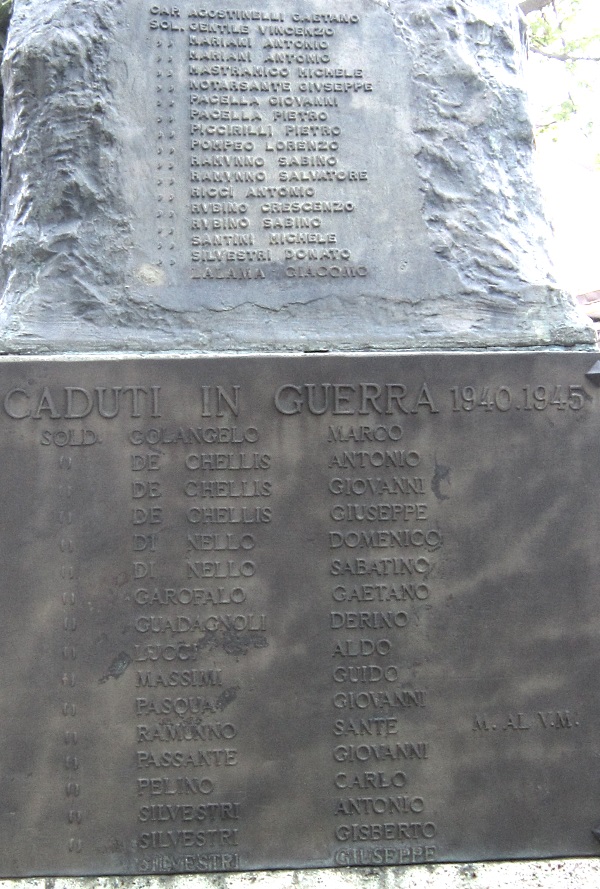 CAP. AGOSTINELLI GAETANO
SOL. GENTILE VINCENZO
,, MARIANI ANTONIO
,, MARIANI ANTONIO
,, MASTRAMICO MICHELE
,, NOTARSANTE GIVSEPPE
,, PACELLA GIOVANNI
,, PACELLA PIETRO
,, PICCIRILLI PIETRO
,, POMPEO LORENZO
,, RAMVNNO SABINO
,, RAMVNNO SALVATORE
,, RICCI ANTONIO
,, RVBINO CRESCENZO
,, RVBINO SABINO
,, SANTINI MICHELE
,, SILVESTRI DONATO
LALAMA GIACOMO
CADUTI IN GUERRA 1940.1945
SOLD. COLANGELO MARCO
" DE CHELLIS ANTONIO
" DE CHELLIS GIOVANNI
" DE CHELLIS GIUSEPPE
" DI NELLO DOMENICO
" DI NELLO SABATINO
" GAROFALO GAETANO
" GUADAGNOLI DERINO
" LUCCI ALDO
" MASSIMI GUIDO
" PASQUA GIOVANNI
" RAMUNNO SANTE M. AL V.M.
" PASSANTE GIOVANNI
" PELINO CARLO
" SILVESTRI ANTONIO
" SILVESTRI GISBERTO
" SILVESTRI GIUSEPPE